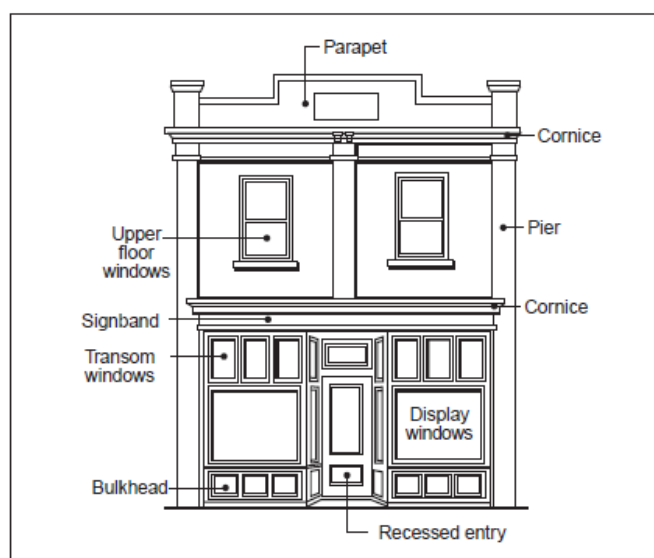 Parapet
Cornice
Upper
floor
windows
Pier
Cornice
Signband
Transom
windows
Display
windows
Bulkhead
Recessed entry